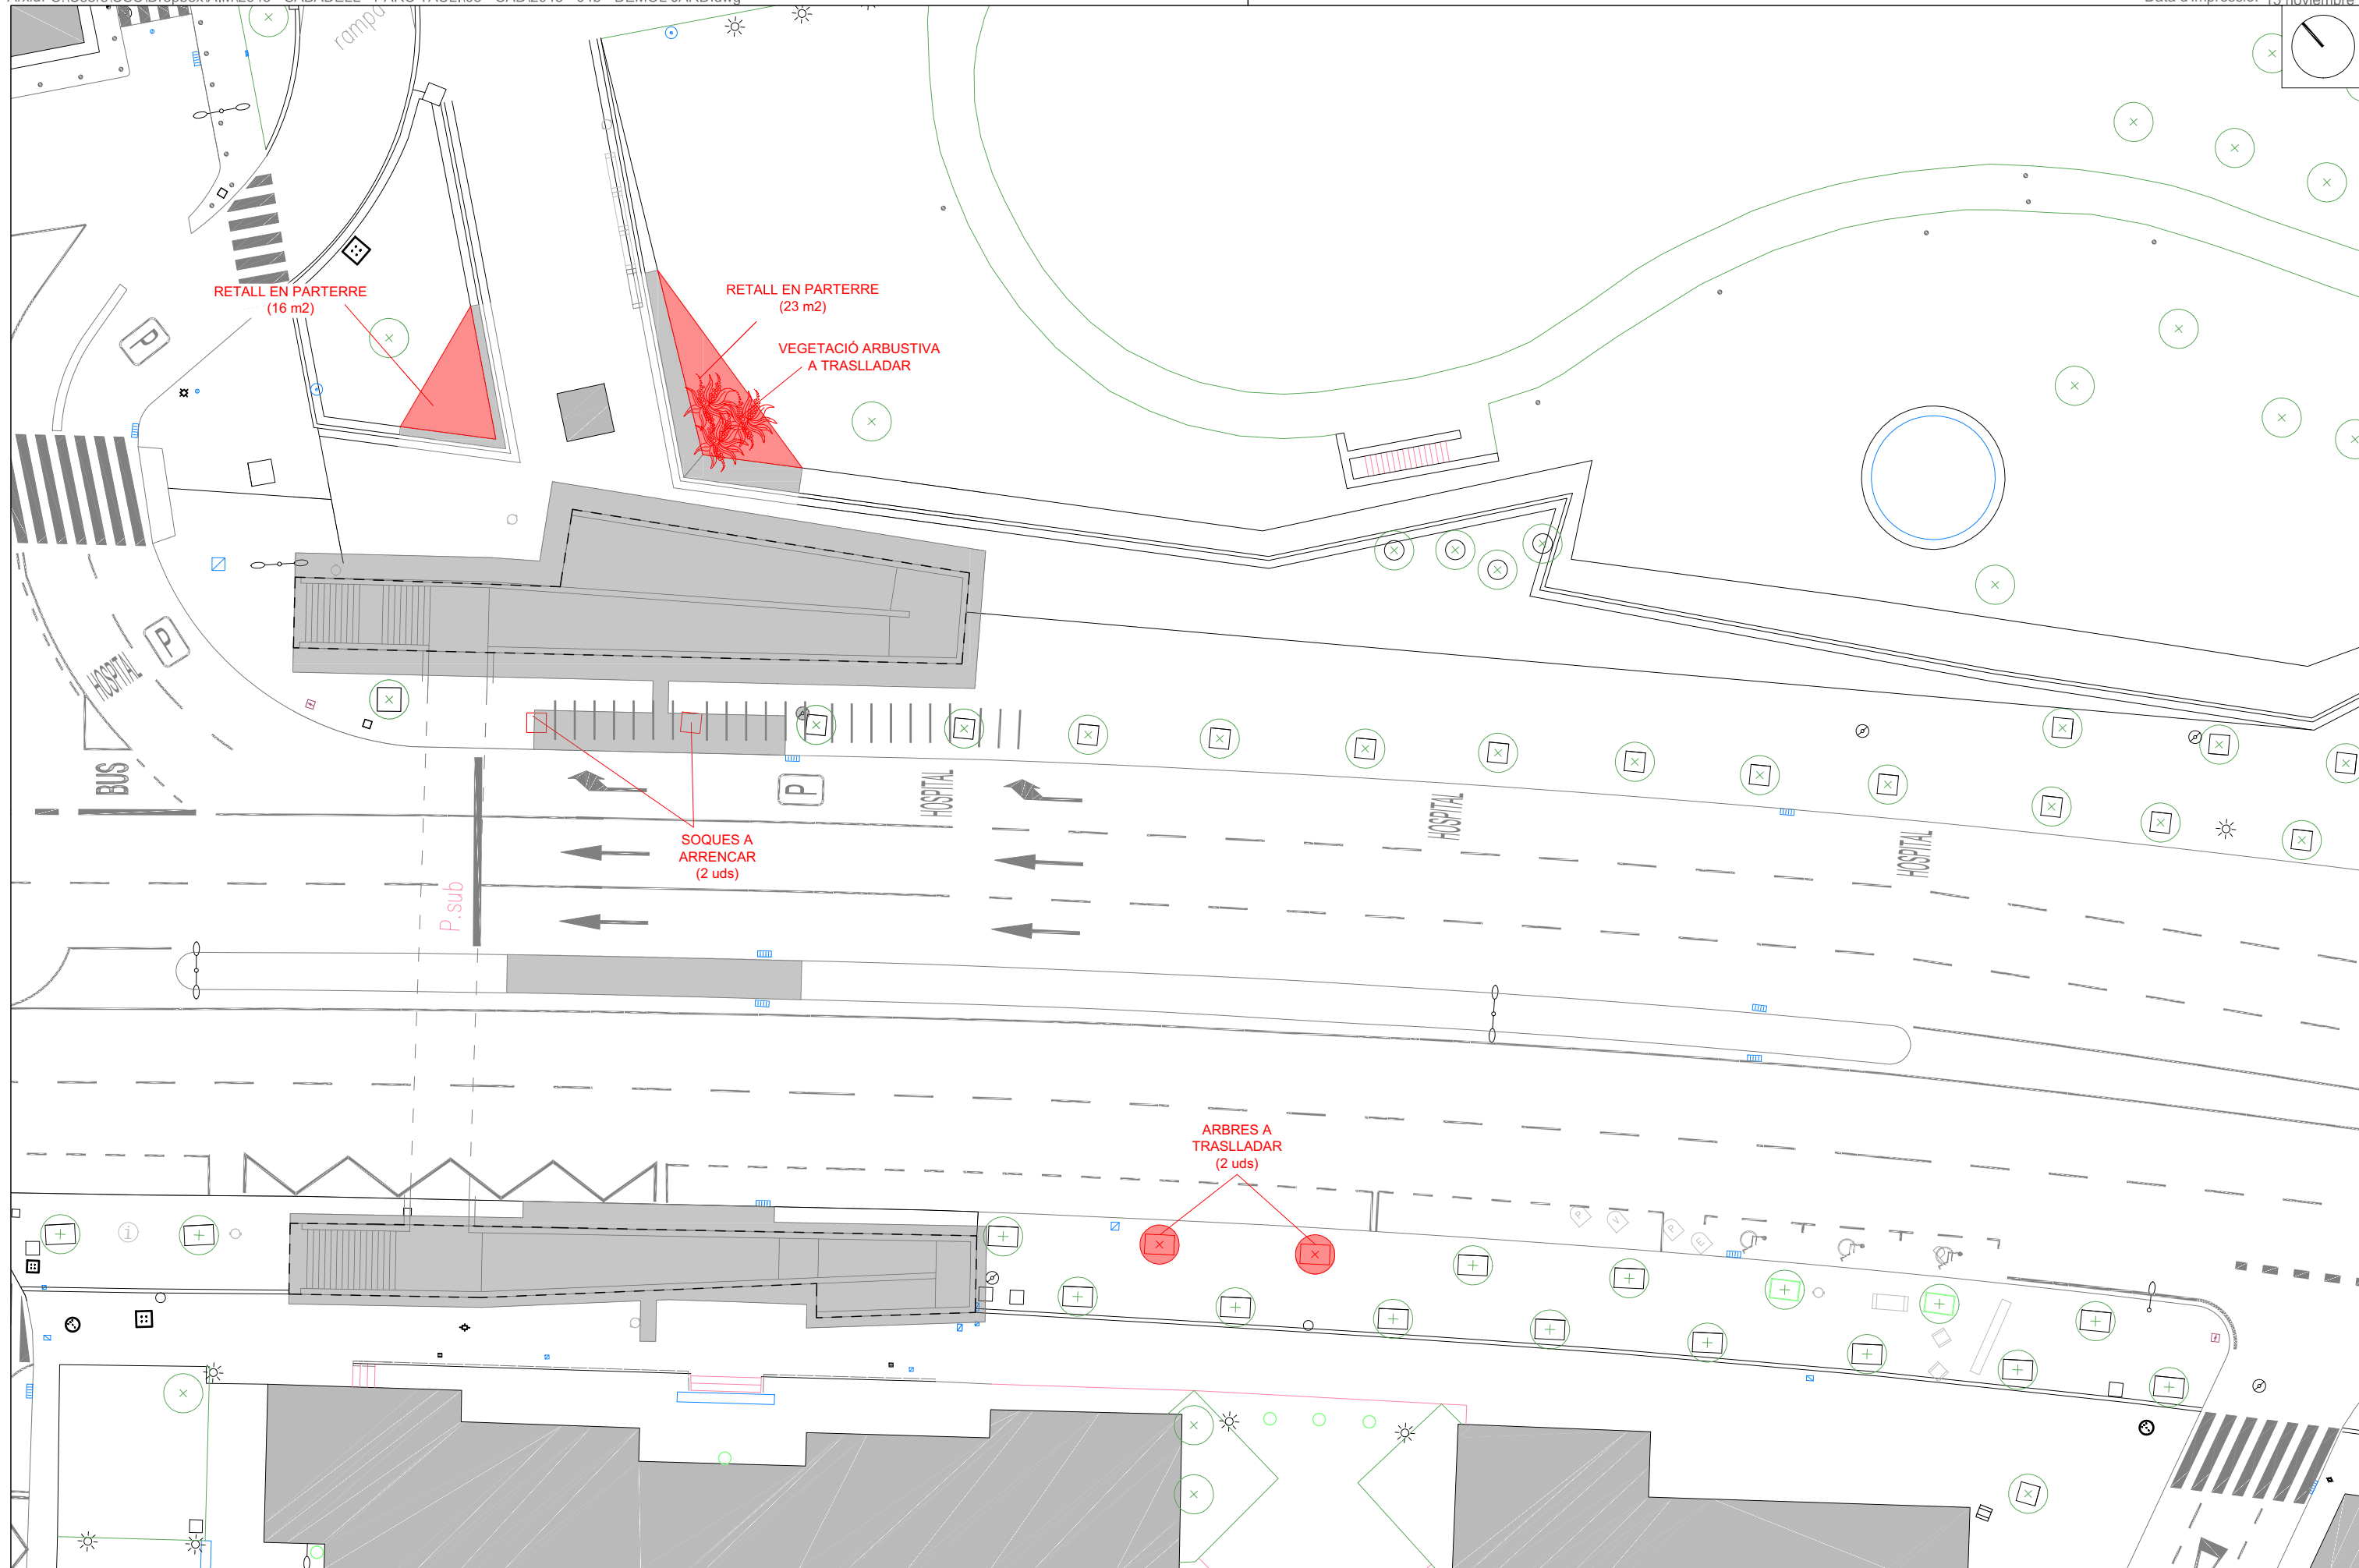 rampa
RETALL EN PARTERRE
(16 m2)
RETALL EN PARTERRE
(23 m2)
VEGETACIÓ ARBUSTIVA
A TRASLLADAR
P
P
HOSPITAL
BUS
P
HOSPITAL
HOSPITAL
HOSPITAL
SOQUES A
ARRENCAR
(2 uds)
P.sub
ARBRES A
TRASLLADAR
(2 uds)
i
P
V
P
E